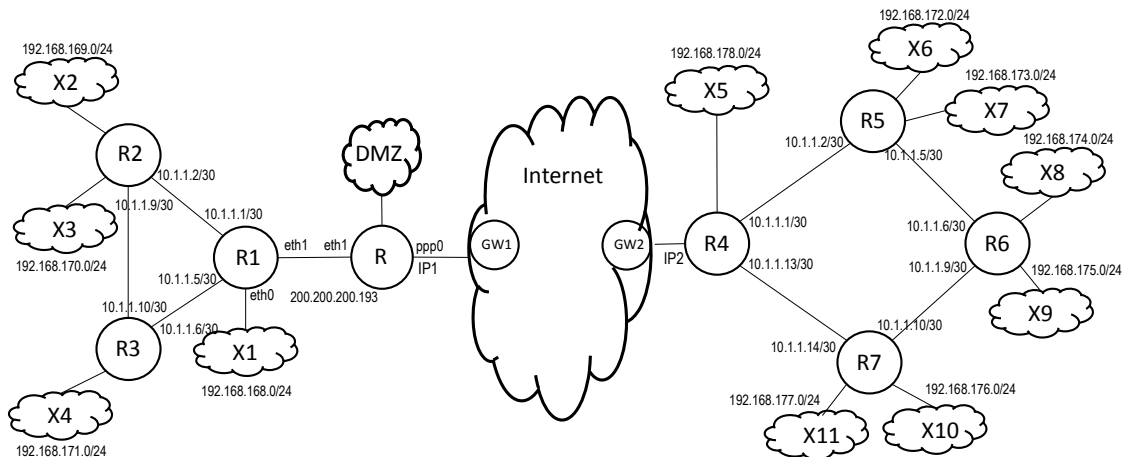 192.168.169.0/24
X2
R2
10.1.1.2/30
10.1.1.9/30
X3
192.168.170.0/24
10.1.1.1/30
R1
eth1
10.1.1.5/30
eth0
10.1.1.10/30
10.1.1.6/30
R3
X1
192.168.168.0/24
X4
192.168.171.0/24
DMZ
eth1
R
ppp0
IP1
200.200.200.193
Internet
GW1
GW2
IP2
192.168.178.0/24
X5
R4
10.1.1.1/30
10.1.1.13/30
192.168.172.0/24
X6
192.168.173.0/24
X7
R5
10.1.1.2/30
10.1.1.5/30
192.168.174.0/24
X8
10.1.1.6/30
R6
10.1.1.9/30
192.168.175.0/24
X9
10.1.1.10/30
10.1.1.14/30
R7
192.168.176.0/24
192.168.177.0/24
X11
X10